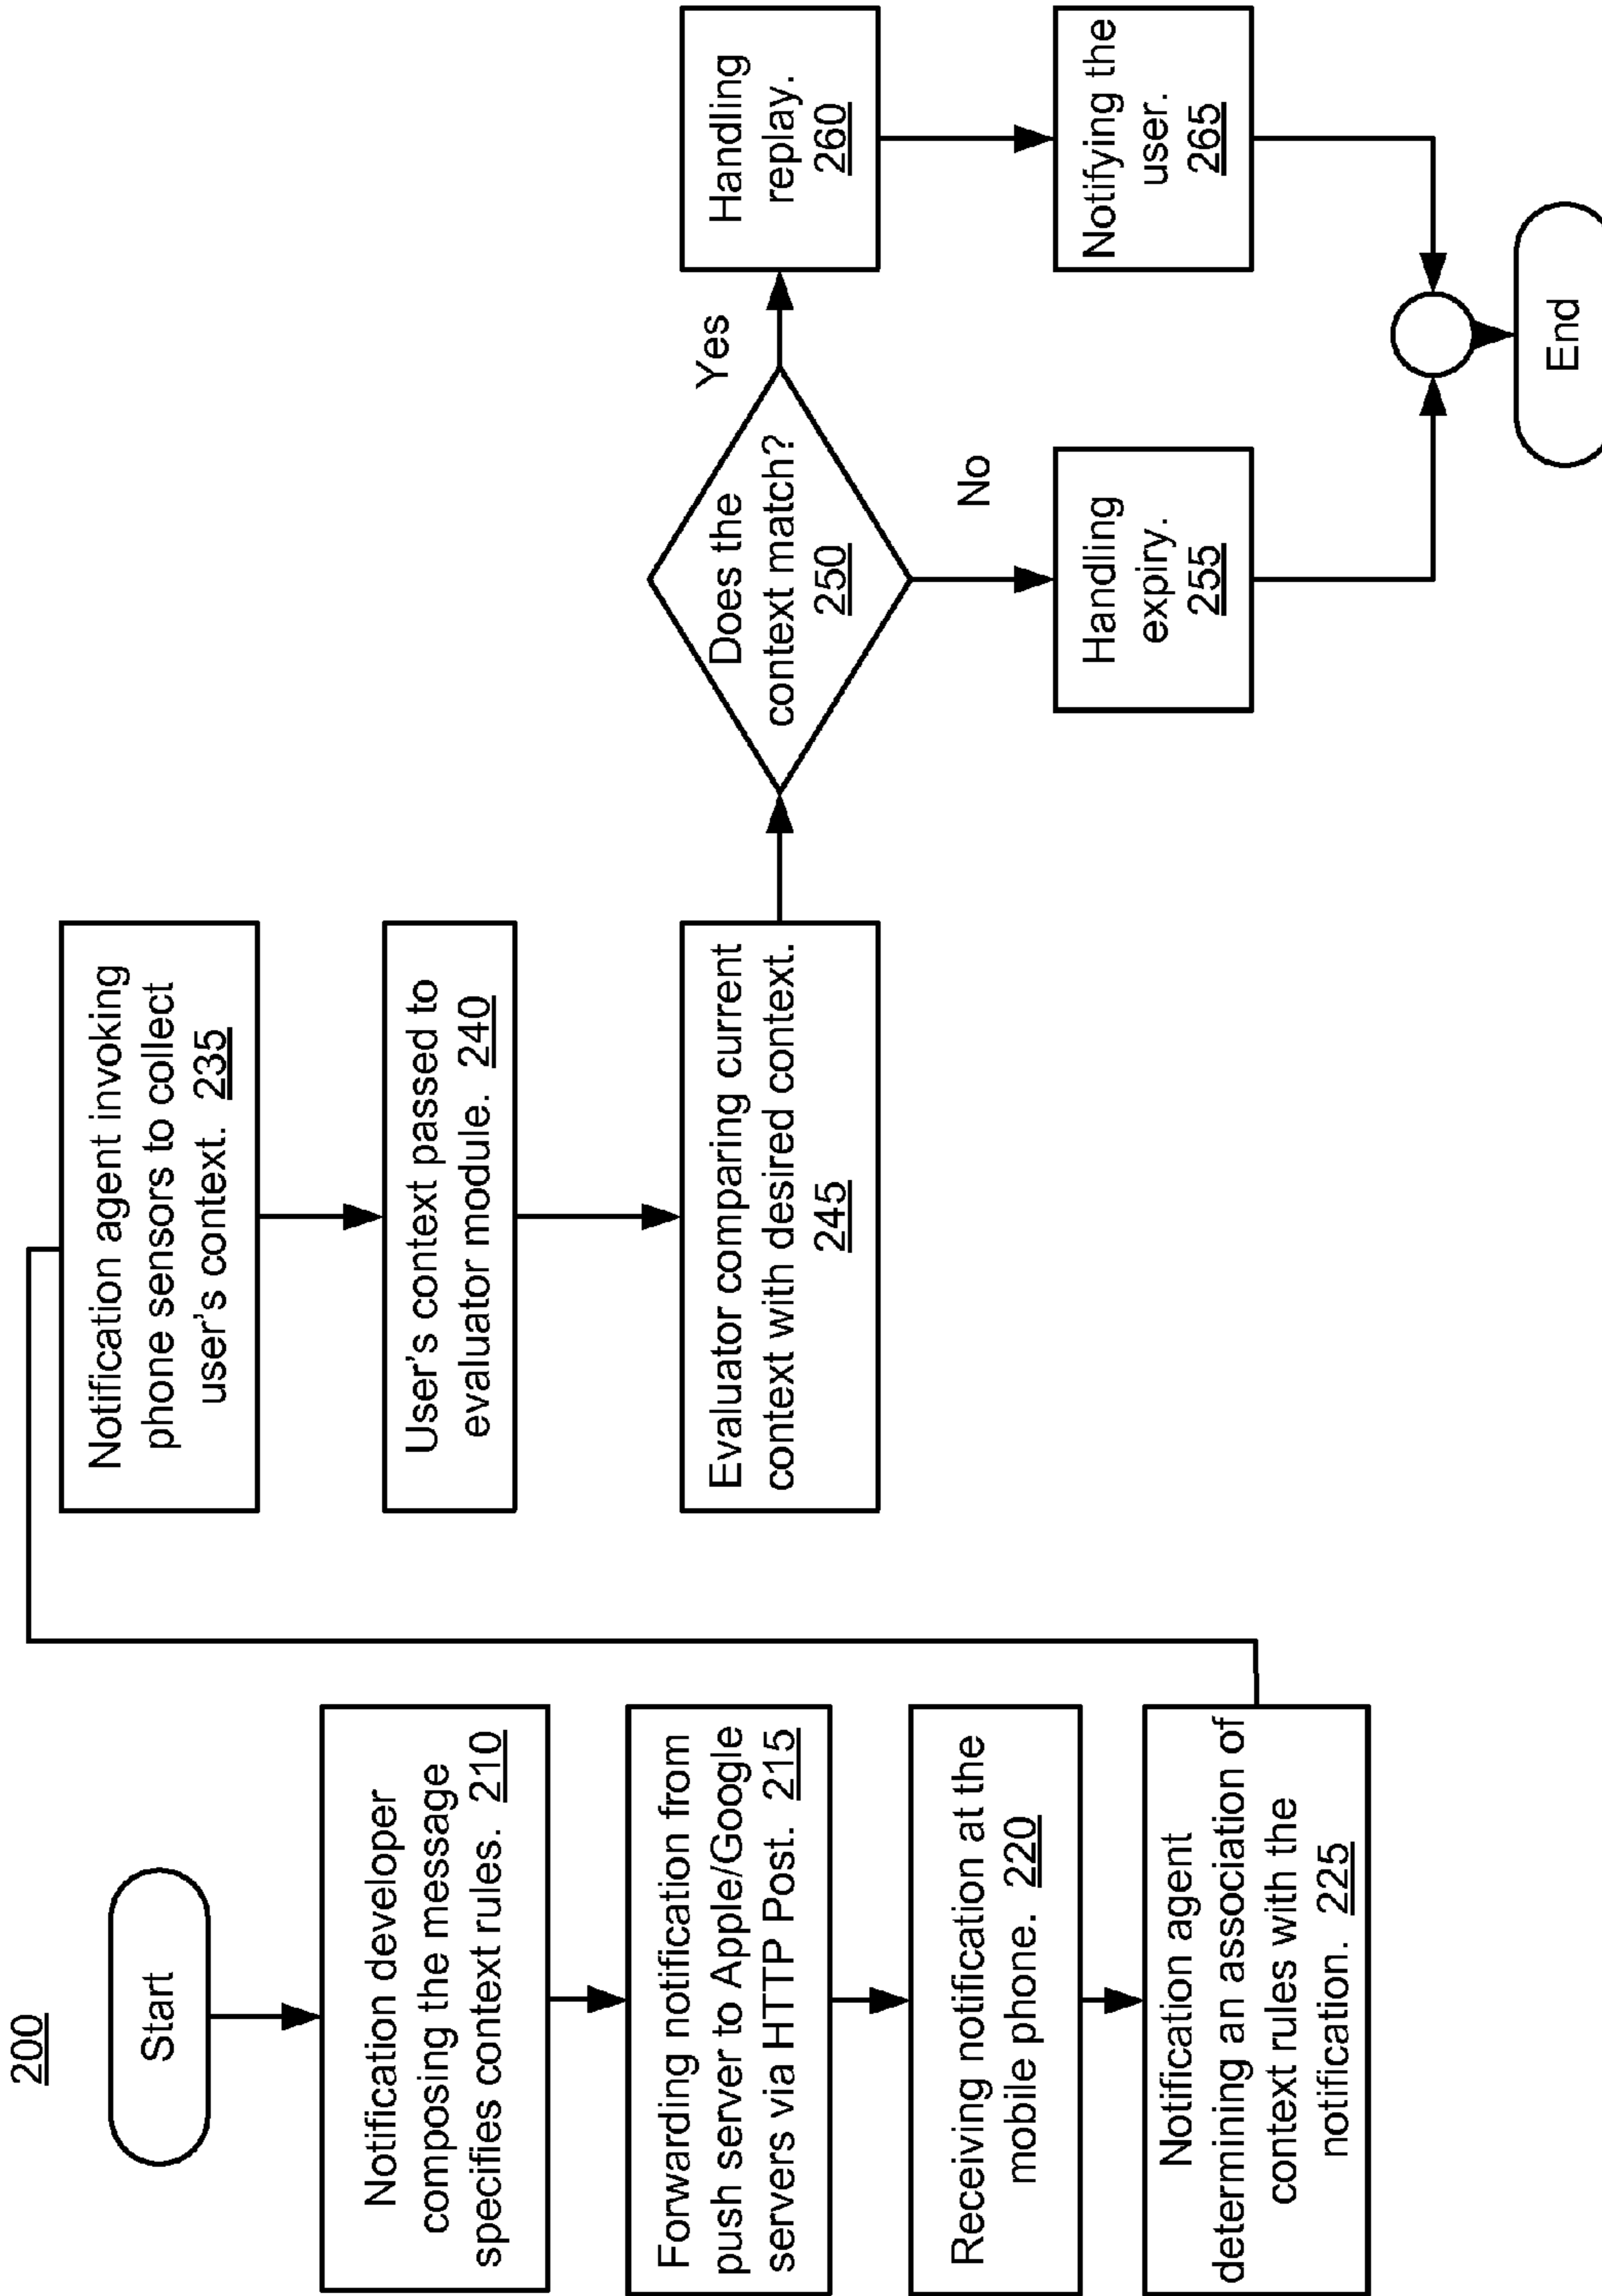 200
Start
Notification developer
composing the message
specifies context rules. 210
Forwarding notification from
push server to Apple/Google
servers via HTTP Post. 215
Receiving notification at the
mobile phone. 220
Notification agent
determining an association of
context rules with the
notification. 225
Notification agent invoking
phone sensors to collect
user's context. 235
User's context passed to
evaluator module. 240
Evaluator comparing current
context with desired context.
245
Does the
context match?
250
Yes
No
Handling
expiry.
255
Handling
replay.
260
Notifying the
user.
265
End